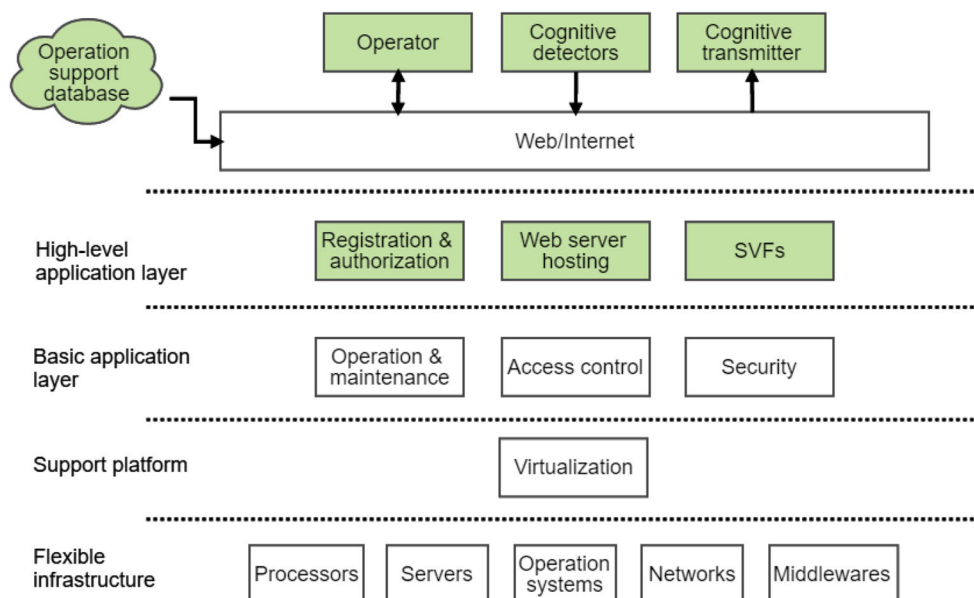 Operation
support
database
Operator
Cognitive
detectors
Cognitive
transmitter
Web/Internet
High-level
application layer
Registration &
authorization
Web server
hosting
SVFs
Basic application
layer
Operation &
maintenance
Access control
Security
Support platform
Virtualization
Flexible
infrastructure
Processors
Servers
Operation
systems
Networks
Middlewares